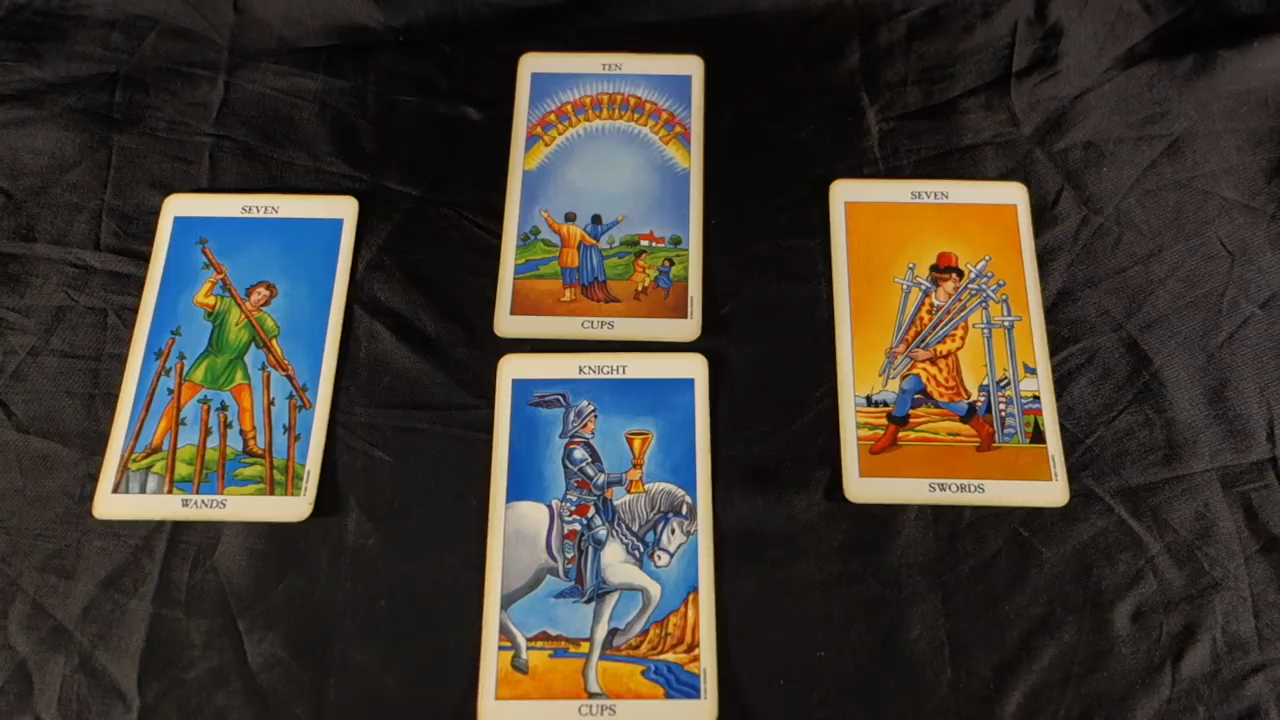 TEN
CUPS
SEVEN
WANDS
SEVEN
SWORDS
KNIGHT
CUPS